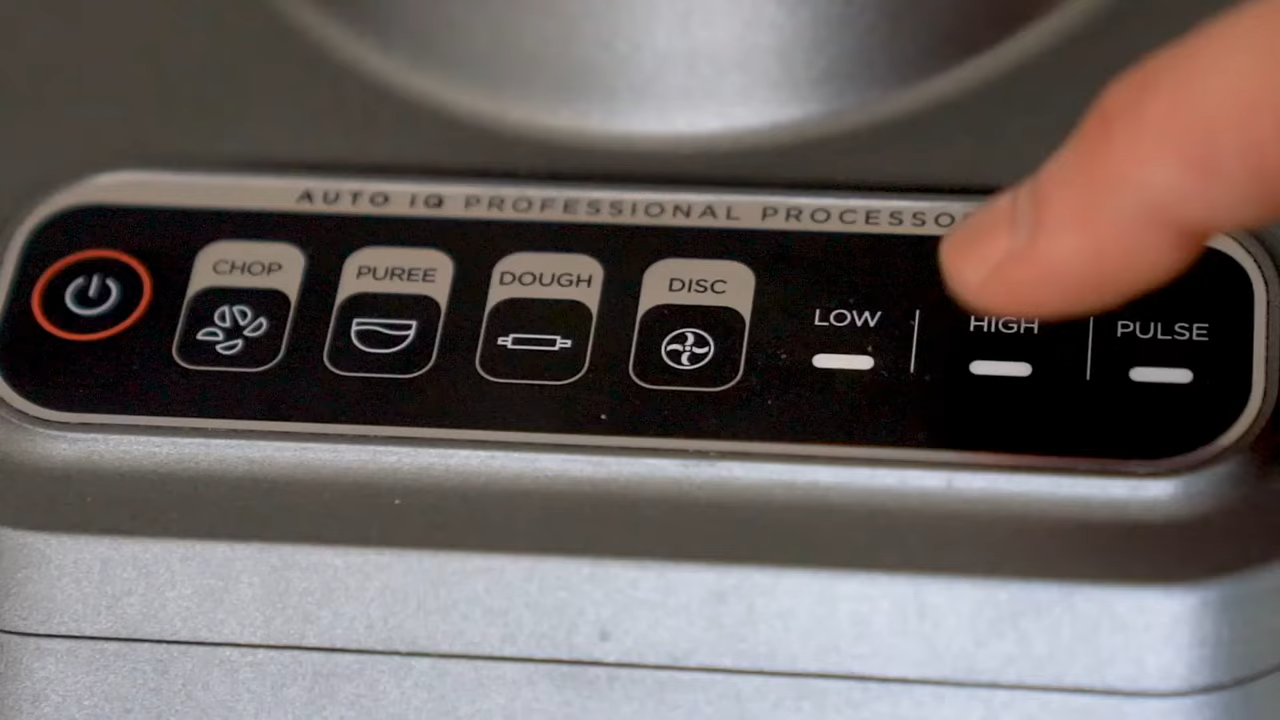 AUTO IQ PROFESSIONAL PROCESSO
CHOP
PUREE
DOUGH
DISC
LOW
HIGH
PULSE